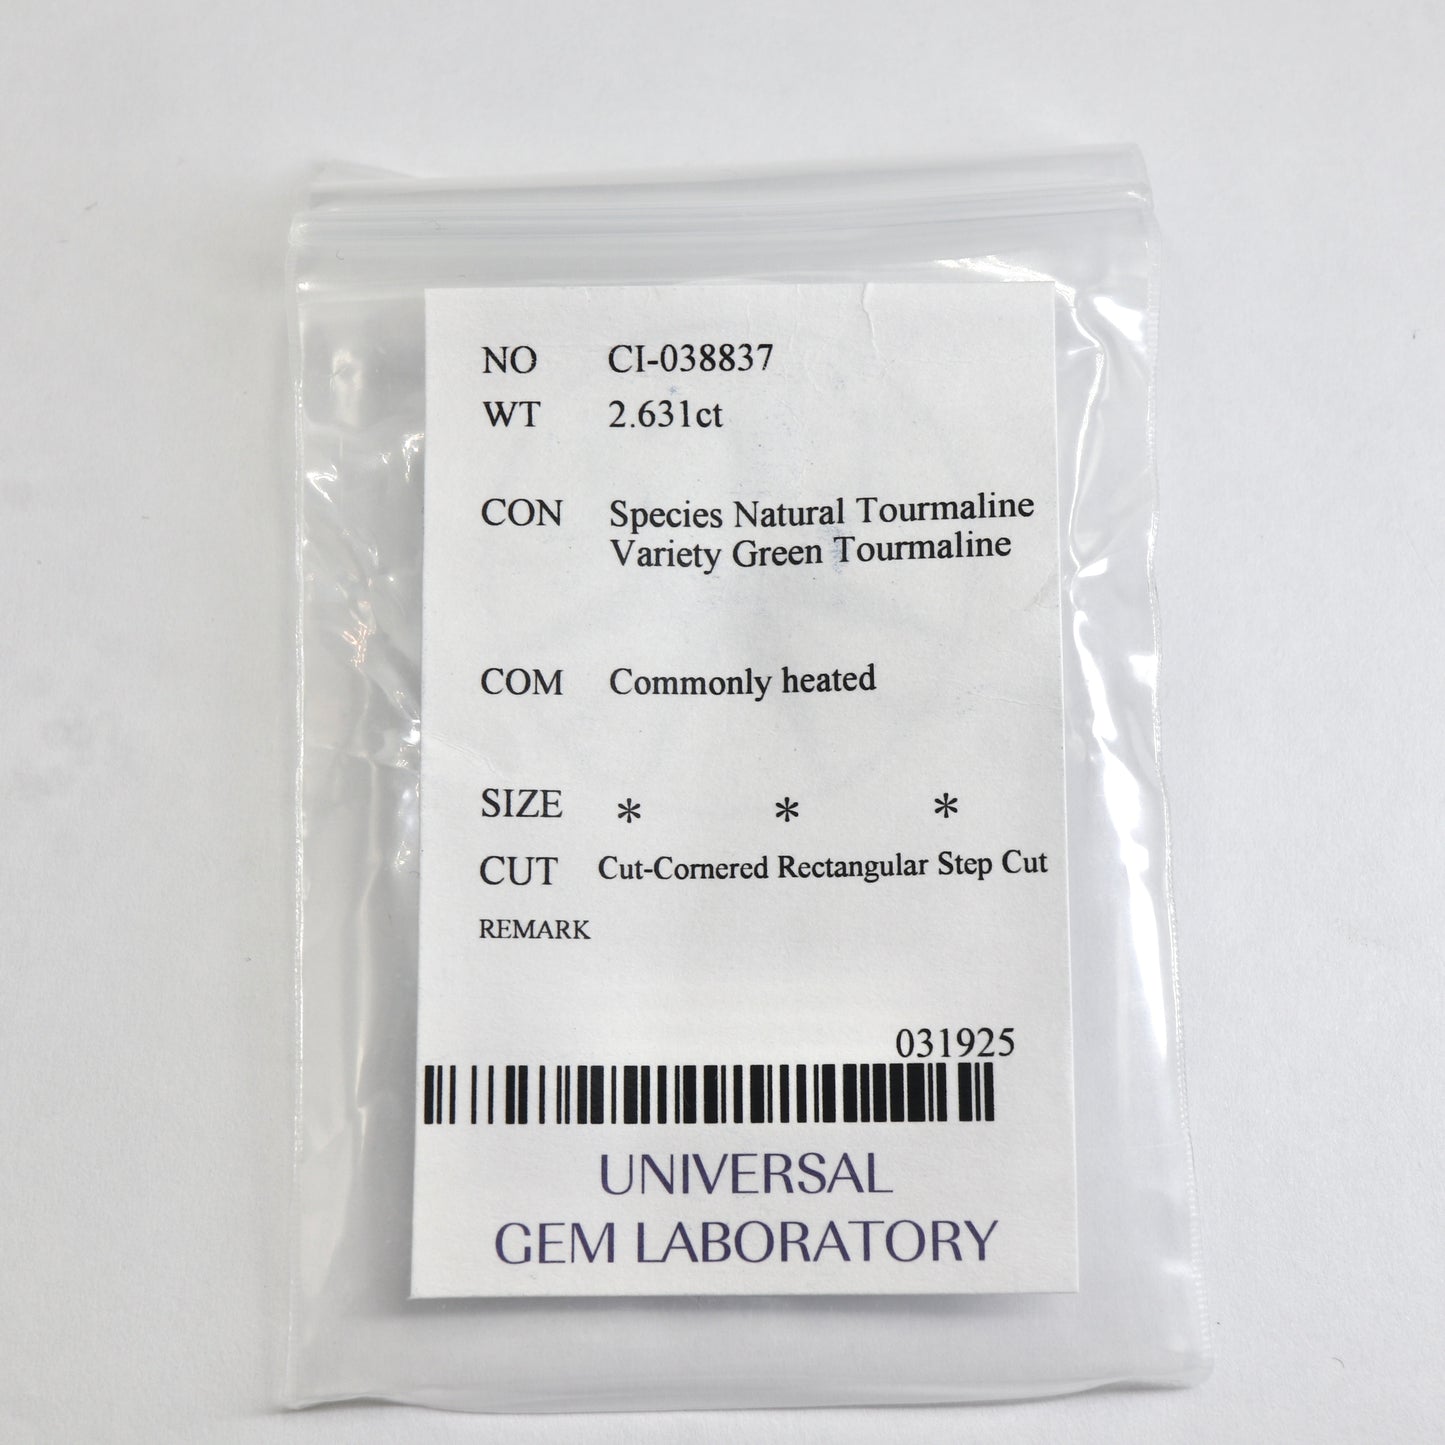 NO CI-038837
WT 2.631ct
CON Species Natural Tourmaline
Variety Green Tourmaline
COM Commonly heated
SIZE * * *
CUT Cut-Cornered Rectangular Step Cut
REMARK
031925
UNIVERSAL
GEM LABORATORY